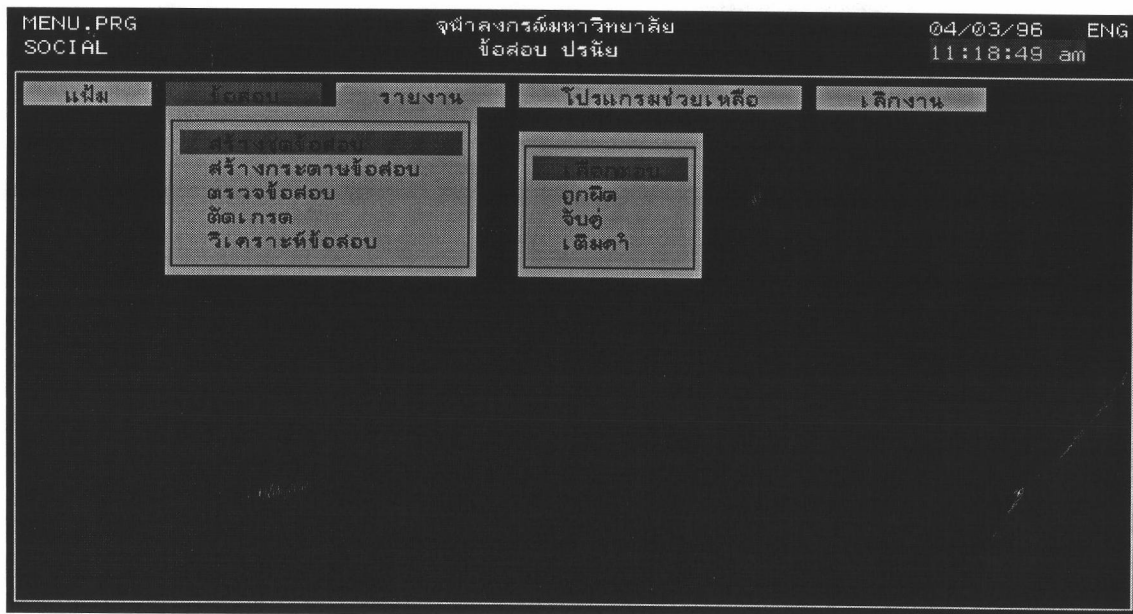 MENU.PRG จุฬาลงกรณ์มหาวิทยาลัย 04/03/96 ENG
SOCIAL ข้อสอบ ปรนัย 11:18:49 am
แฟ้ม ข้อสอบ รายงาน โปรแกรมช่วยเหลือ เลิกงาน
สร้างชุดข้อสอบ
สร้างกระดาษข้อสอบ
ตรวจข้อสอบ
ตัดเกรด
วิเคราะห์ข้อสอบ
เลือกตอบ
ถูกผิด
จับคู่
เติมคำ